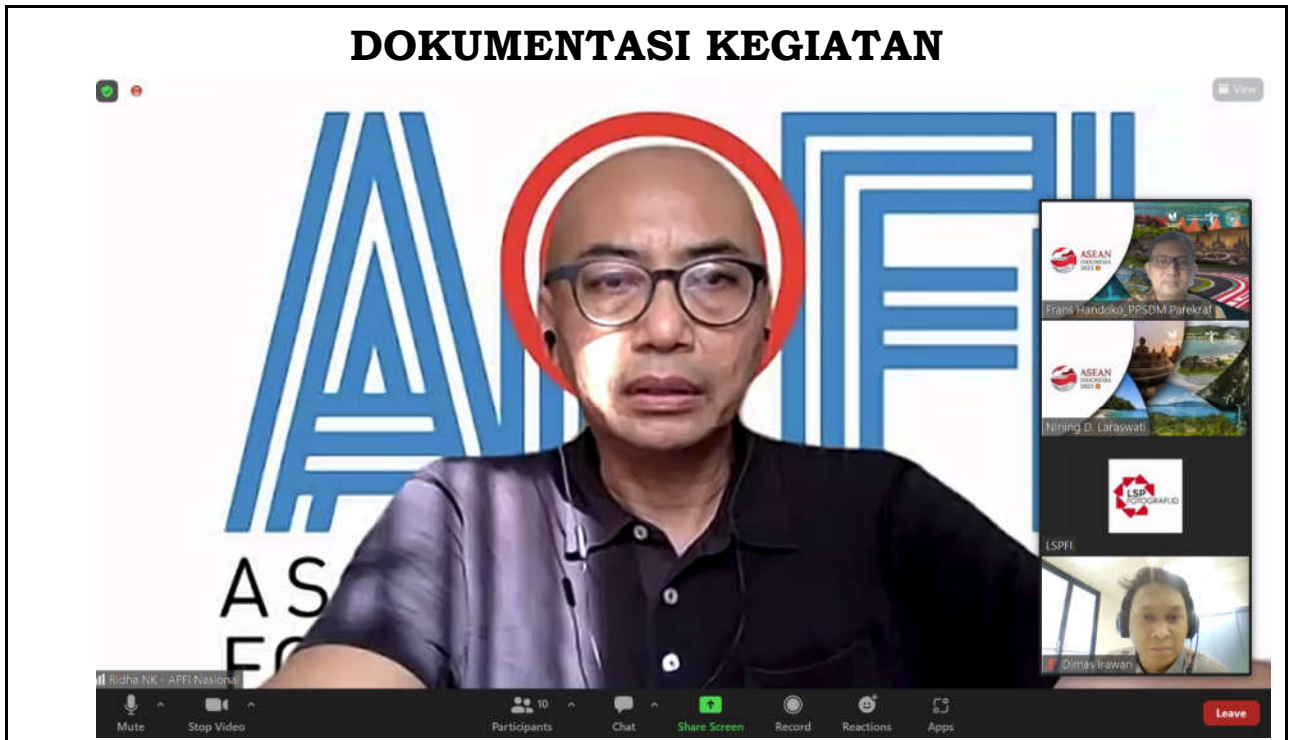 DOKUMENTASI KEGIATAN
View
ASEAN
INDONESIA
2023
Frans Handoko_PPSDM Parekraf
ASEAN
INDONESIA
2023
Nining D. Laraswati
LSP
FOTOGRAFI.ID
LSPFI
Dimas Irawan
A S
FO
Ridha NK - APFI Nasional
Mute
Stop Video
10
Participants
Chat
Share Screen
Record
Reactions
Apps
Leave